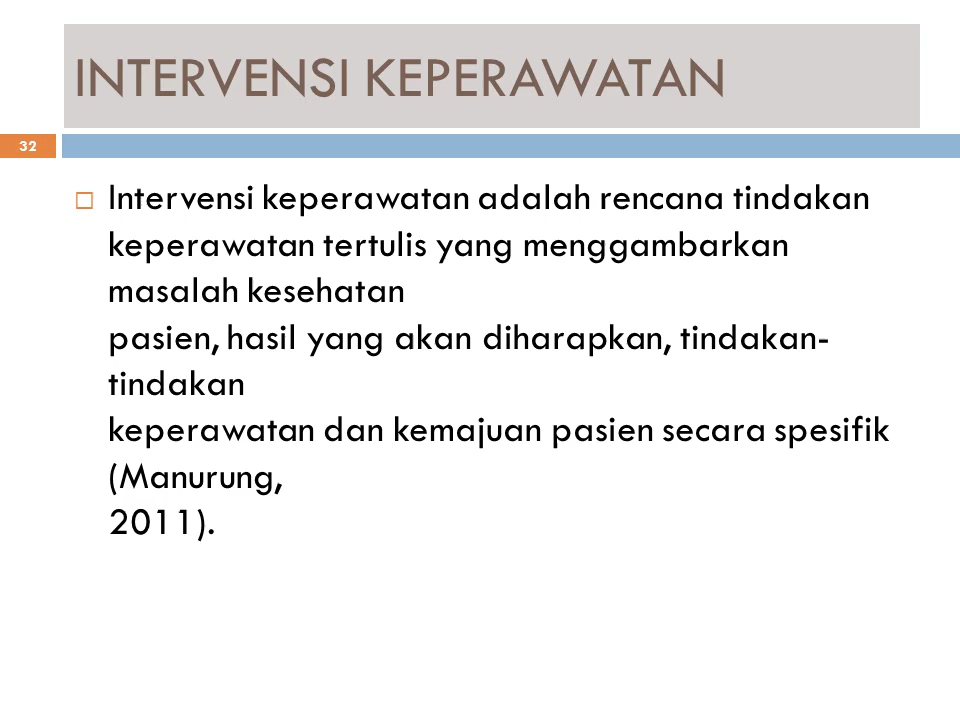 INTERVENSI KEPERAWATAN
32
Intervensi keperawatan adalah rencana tindakan
keperawatan tertulis yang menggambarkan
masalah kesehatan
pasien, hasil yang akan diharapkan, tindakan-
tindakan
keperawatan dan kemajuan pasien secara spesifik
(Manurung,
2011).